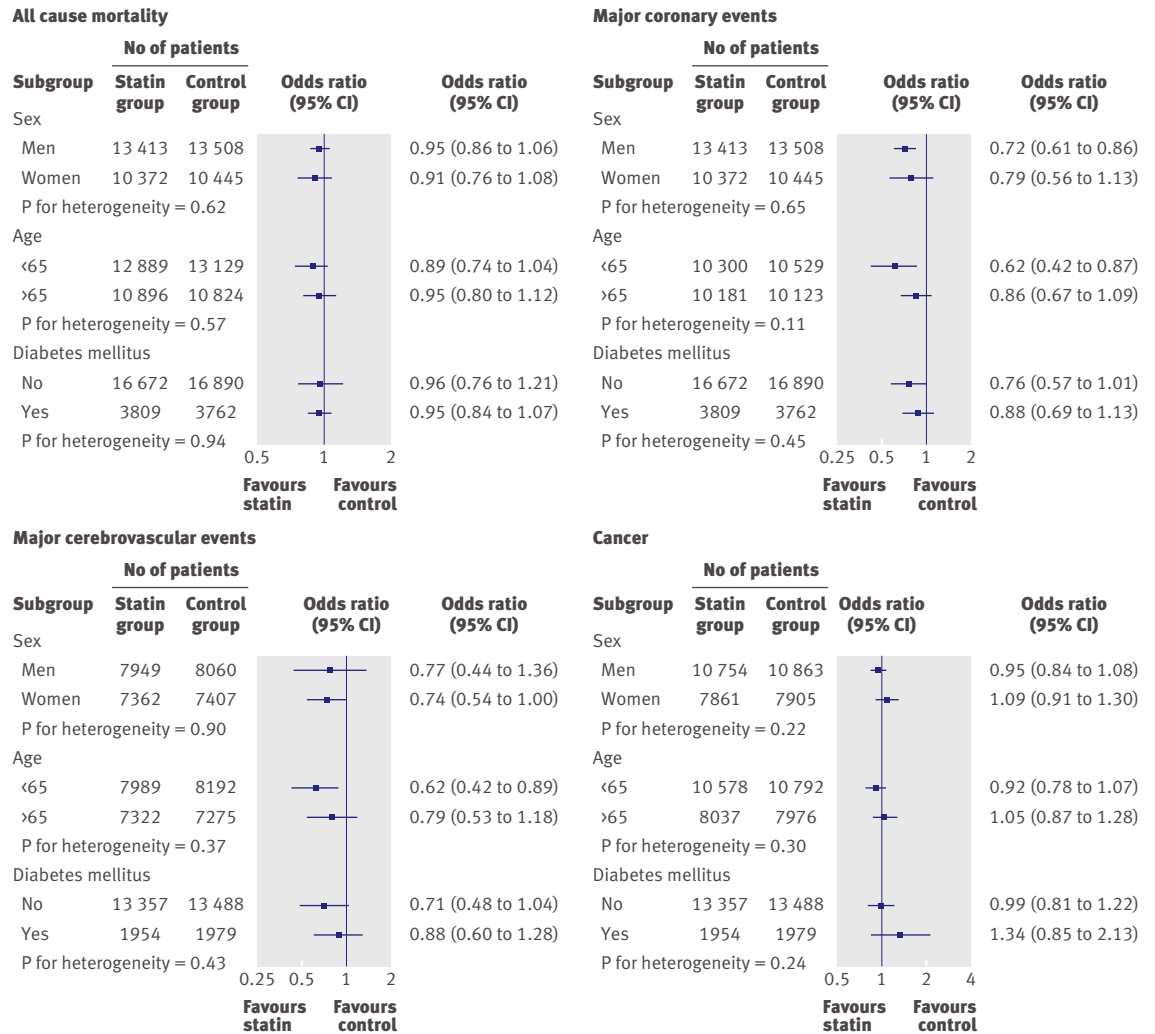 All cause mortality
No of patients
Subgroup Statin group Control group Odds ratio (95% CI) Odds ratio (95% CI)
Sex
Men 13 413 13 508 0.95 (0.86 to 1.06)
Women 10 372 10 445 0.91 (0.76 to 1.08)
P for heterogeneity = 0.62
Age
<65 12 889 13 129 0.89 (0.74 to 1.04)
>65 10 896 10 824 0.95 (0.80 to 1.12)
P for heterogeneity = 0.57
Diabetes mellitus
No 16 672 16 890 0.96 (0.76 to 1.21)
Yes 3809 3762 0.95 (0.84 to 1.07)
P for heterogeneity = 0.94
0.5 1 2
Favours statin Favours control
Major coronary events
No of patients
Subgroup Statin group Control group Odds ratio (95% CI) Odds ratio (95% CI)
Sex
Men 13 413 13 508 0.72 (0.61 to 0.86)
Women 10 372 10 445 0.79 (0.56 to 1.13)
P for heterogeneity = 0.65
Age
<65 10 300 10 529 0.62 (0.42 to 0.87)
>65 10 181 10 123 0.86 (0.67 to 1.09)
P for heterogeneity = 0.11
Diabetes mellitus
No 16 672 16 890 0.76 (0.57 to 1.01)
Yes 3809 3762 0.88 (0.69 to 1.13)
P for heterogeneity = 0.45
0.25 0.5 1 2
Favours statin Favours control
Major cerebrovascular events
No of patients
Subgroup Statin group Control group Odds ratio (95% CI) Odds ratio (95% CI)
Sex
Men 7949 8060 0.77 (0.44 to 1.36)
Women 7362 7407 0.74 (0.54 to 1.00)
P for heterogeneity = 0.90
Age
<65 7989 8192 0.62 (0.42 to 0.89)
>65 7322 7275 0.79 (0.53 to 1.18)
P for heterogeneity = 0.37
Diabetes mellitus
No 13 357 13 488 0.71 (0.48 to 1.04)
Yes 1954 1979 0.88 (0.60 to 1.28)
P for heterogeneity = 0.43
0.25 0.5 1 2
Favours statin Favours control
Cancer
No of patients
Subgroup Statin group Control group Odds ratio (95% CI) Odds ratio (95% CI)
Sex
Men 10 754 10 863 0.95 (0.84 to 1.08)
Women 7861 7905 1.09 (0.91 to 1.30)
P for heterogeneity = 0.22
Age
<65 10 578 10 792 0.92 (0.78 to 1.07)
>65 8037 7976 1.05 (0.87 to 1.28)
P for heterogeneity = 0.30
Diabetes mellitus
No 13 357 13 488 0.99 (0.81 to 1.22)
Yes 1954 1979 1.34 (0.85 to 2.13)
P for heterogeneity = 0.24
0.5 1 2 4
Favours statin Favours control